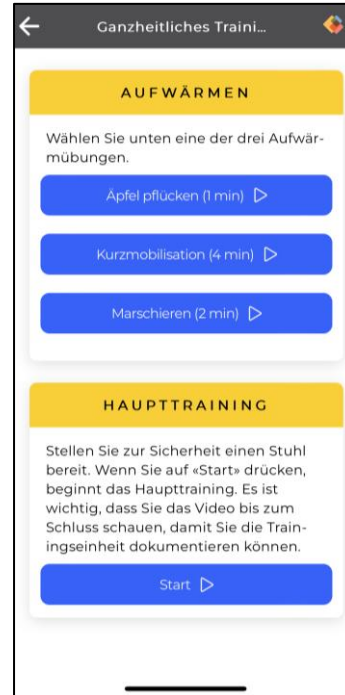 Ganzheitliches Traini...
AUFWÄRMEN
Wählen Sie unten eine der drei Aufwär-
mübungen.
Äpfel pflücken (1 min)
Kurzmobilisation (4 min)
Marschieren (2 min)
HAUPTTRAINING
Stellen Sie zur Sicherheit einen Stuhl
bereit. Wenn Sie auf «Start» drücken,
beginnt das Haupttraining. Es ist
wichtig, dass Sie das Video bis zum
Schluss schauen, damit Sie die Train-
ingseinheit dokumentieren können.
Start